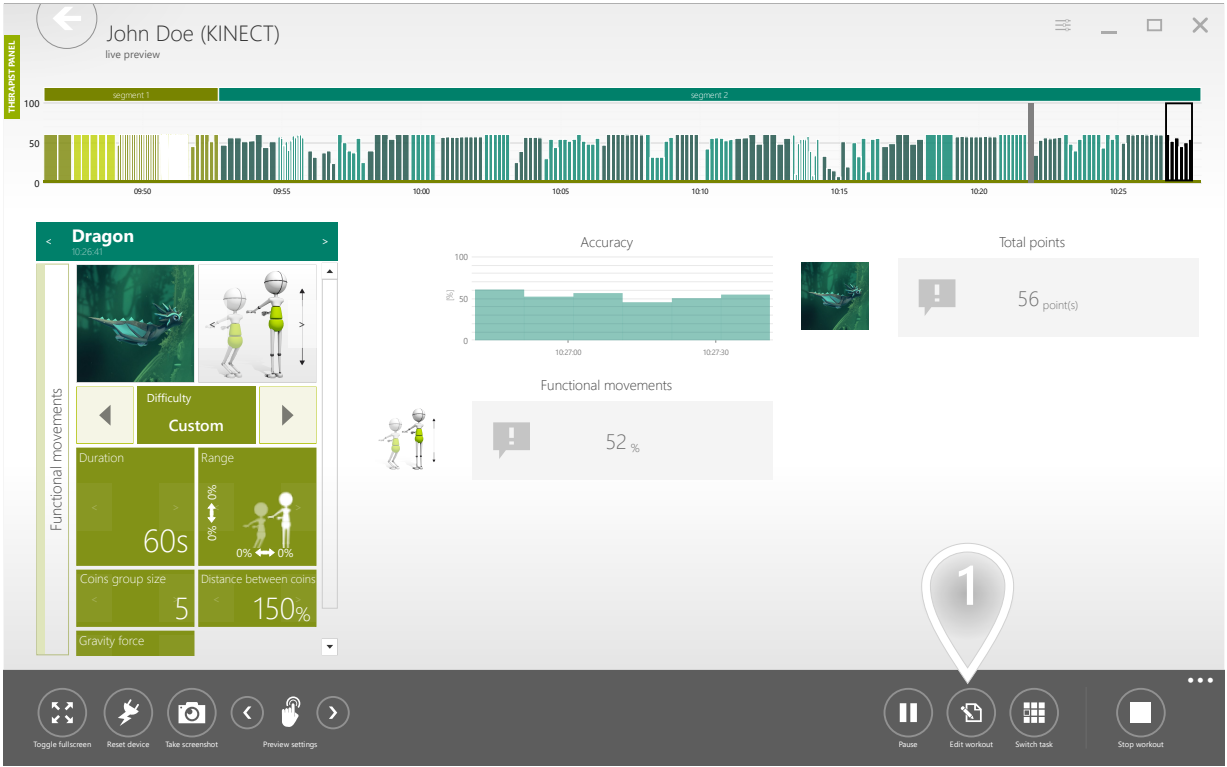 John Doe (KINECT)
live preview
THERAPIST PANEL
segment 1
segment 2
100
50
0
09:50
09:55
10:00
10:05
10:10
10:15
10:20
10:25
< Dragon >
10:26:41
Functional movements
Difficulty
Custom
Duration
60s
Range
0% 0%
0% 0%
Coins group size
5
Distance between coins
150%
Gravity force
Accuracy
[%]
100
50
0
10:27:00
10:27:30
Functional movements
52 %
Total points
56 point(s)
1
Toggle fullscreen
Reset device
Take screenshot
Preview settings
Pause
Edit workout
Switch task
Stop workout